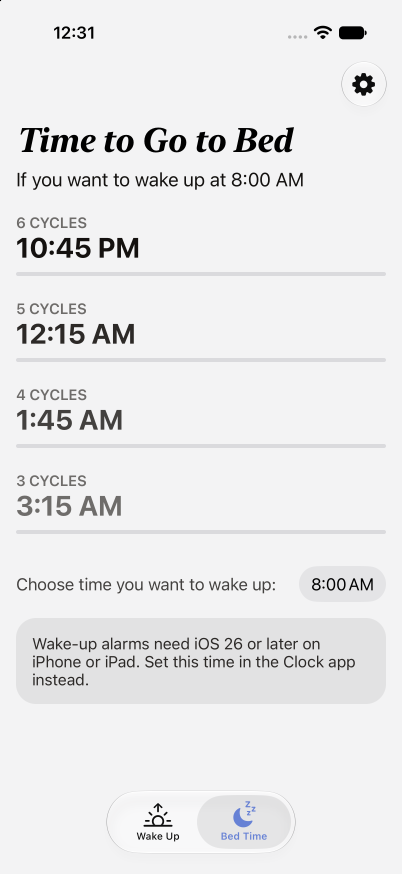 12:31
Time to Go to Bed
If you want to wake up at 8:00 AM
6 CYCLES
10:45 PM
5 CYCLES
12:15 AM
4 CYCLES
1:45 AM
3 CYCLES
3:15 AM
Choose time you want to wake up: 8:00 AM
Wake-up alarms need iOS 26 or later on
iPhone or iPad. Set this time in the Clock app
instead.
z z z
Wake Up Bed Time